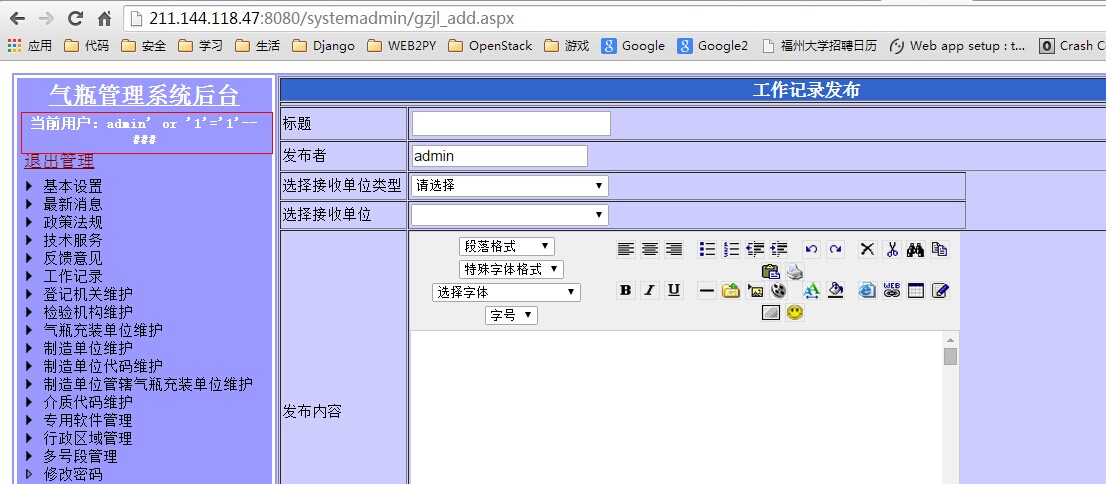 211.144.118.47:8080/systemadmin/gzjl_add.aspx
应用 代码 安全 学习 生活 Django WEB2PY OpenStack 游戏 Google Google2 福州大学招聘日历 Web app setup : t... Crash C
气瓶管理系统后台
当前用户：admin' or '1'='1'--
###
退出管理
基本设置
最新消息
政策法规
技术服务
反馈意见
工作记录
登记机关维护
检验机构维护
气瓶充装单位维护
制造单位维护
制造单位代码维护
制造单位管辖气瓶充装单位维护
介质代码维护
专用软件管理
行政区域管理
多号段管理
修改密码
工作记录发布
标题
发布者 admin
选择接收单位类型 请选择
选择接收单位
段落格式
特殊字体格式
选择字体
字号
B I U
WEB
发布内容